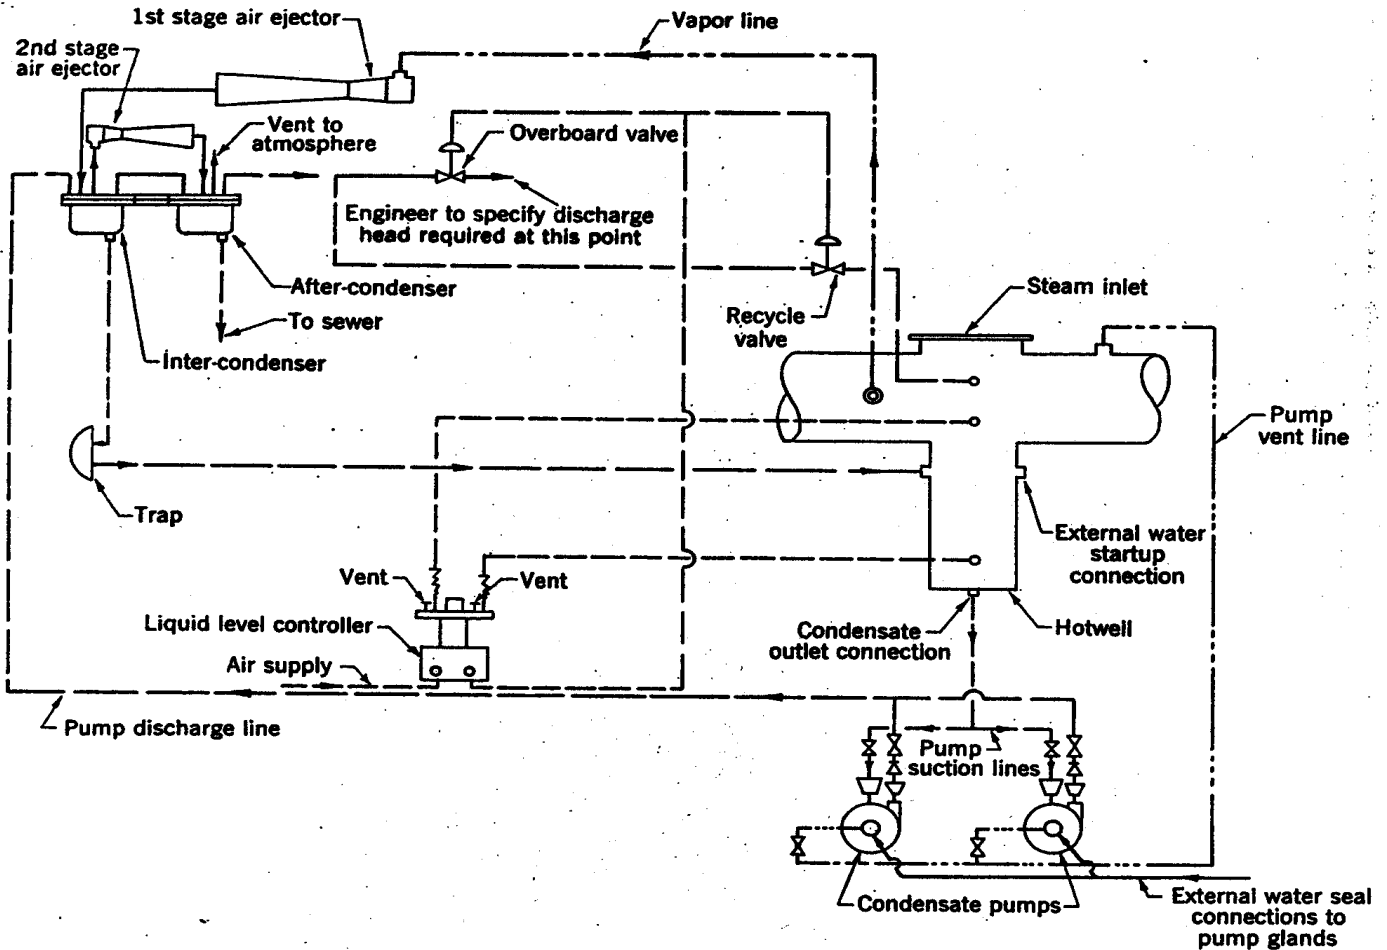 1st stage air ejector
Vapor line
2nd stage
air ejector
Vent to
atmosphere
Overboard valve
Engineer to specify discharge
head required at this point
After-condenser
Steam inlet
Recycle
valve
To sewer
Inter-condenser
Pump
vent line
Trap
External water
startup
connection
Vent
Vent
Liquid level controller
Condensate
outlet connection
Hotwell
Air supply
Pump discharge line
Pump
suction lines
Condensate pumps
External water seal
connections to
pump glands